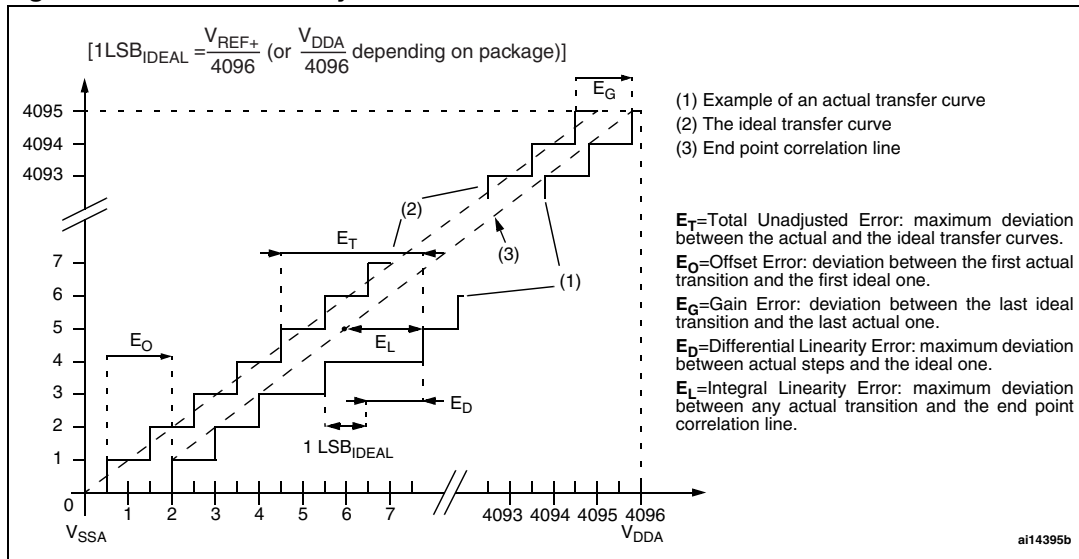 [1LSB_IDEAL = V_REF+/4096 (or V_DDA/4096 depending on package)]
E_G
4095
4094
4093
(1) Example of an actual transfer curve
(2) The ideal transfer curve
(3) End point correlation line
(2)
E_T
(3)
(1)
7
6
5
4
3
2
1
0
E_O
E_L
E_D
1 LSB_IDEAL
E_T=Total Unadjusted Error: maximum deviation
between the actual and the ideal transfer curves.
E_O=Offset Error: deviation between the first actual
transition and the first ideal one.
E_G=Gain Error: deviation between the last ideal
transition and the last actual one.
E_D=Differential Linearity Error: maximum deviation
between actual steps and the ideal one.
E_L=Integral Linearity Error: maximum deviation
between any actual transition and the end point
correlation line.
1 2 3 4 5 6 7 4093 4094 4095 4096
V_SSA
V_DDA
ai14395b